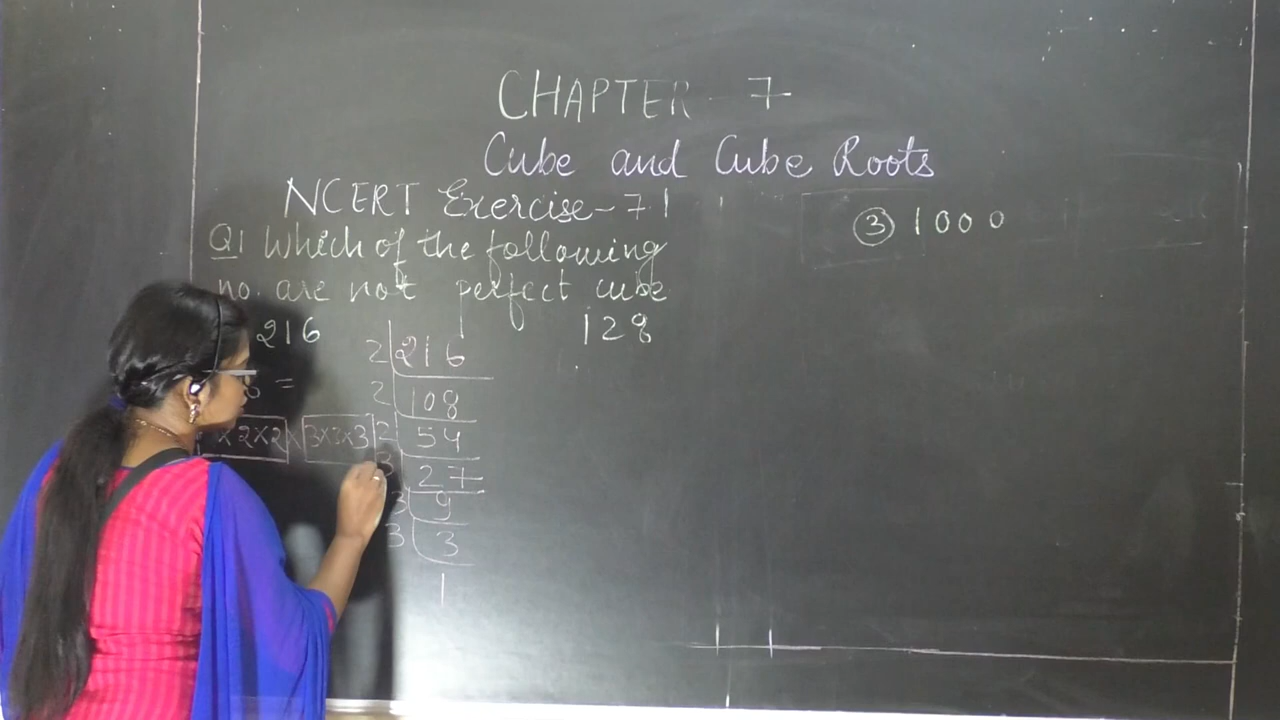 CHAPTER - 7
Cube and Cube Roots
NCERT Exercise - 7.1
Q1 Which of the following
no. are not perfect cube
216
128
③ 1000
2 216
2 108
2 54
3 27
3 9
3 3
1
=
×2×2 × 3×3×3